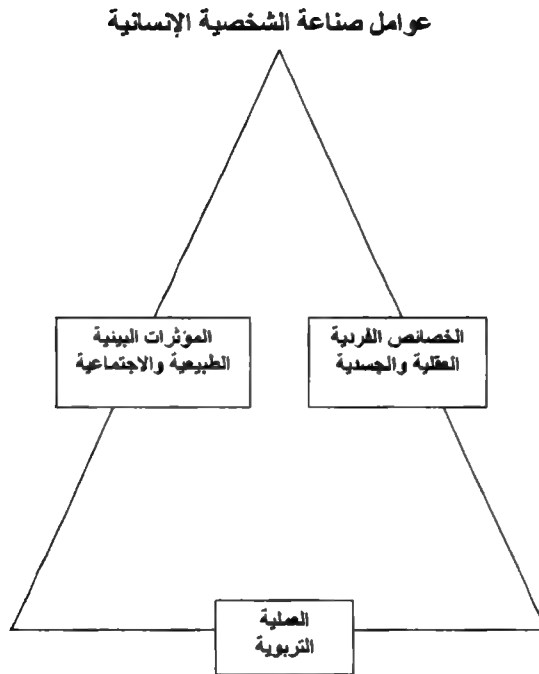 عوامل صناعة الشخصية الإنسانية
الخصائص الفردية
العقلية والجسدية
المؤثرات البيئية
الطبيعية والاجتماعية
العملية
التربوية